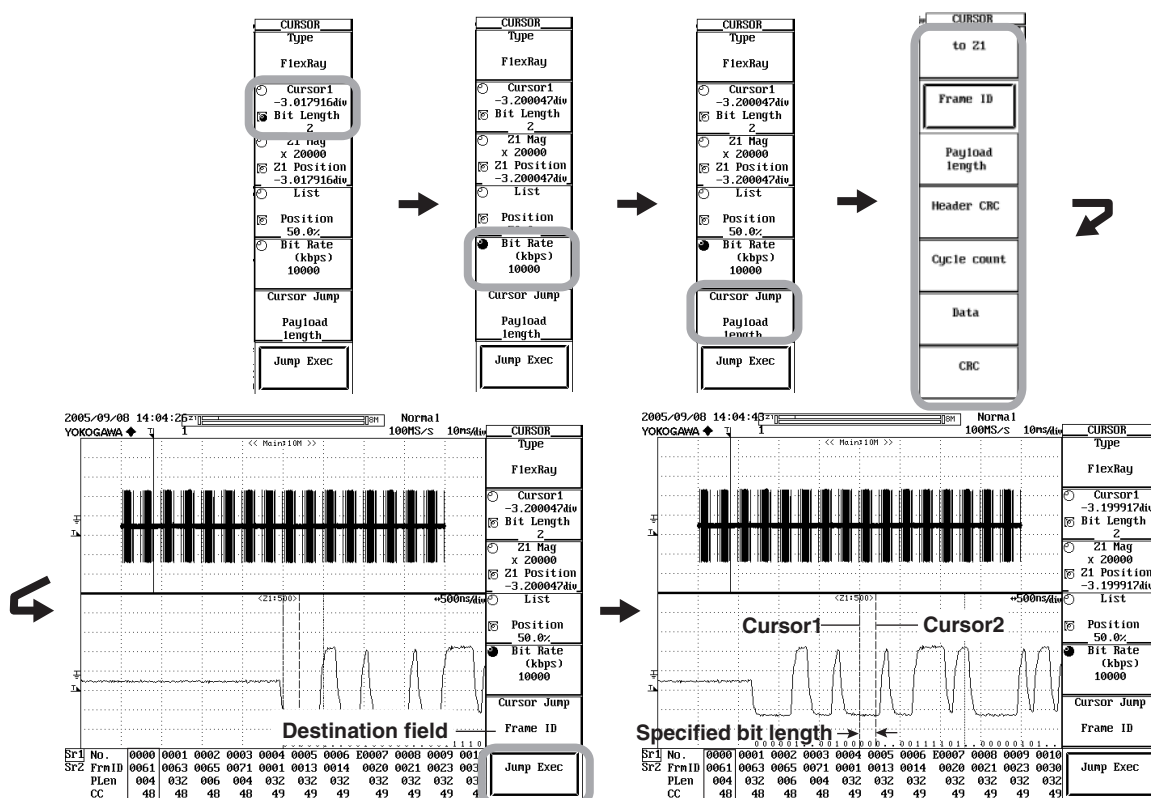 CURSOR
Type
FlexRay
Cursor1
-3.017916div
Bit Length
2
Z1 Mag
x 20000
Z1 Position
-3.017916div
List
Position
50.0%
Bit Rate
(kbps)
10000
Cursor Jump
Payload
length
Jump Exec
CURSOR
Type
FlexRay
Cursor1
-3.200047div
Bit Length
2
Z1 Mag
x 20000
Z1 Position
-3.200047div
List
Position
Bit Rate
(kbps)
10000
Cursor Jump
Payload
length
Jump Exec
CURSOR
Type
FlexRay
Cursor1
-3.200047div
Bit Length
2
Z1 Mag
x 20000
Z1 Position
-3.200047div
List
Position
50.0%
Bit Rate
(kbps)
10000
Cursor Jump
Payload
length
Jump Exec
CURSOR
to Z1
Frame ID
Payload
length
Header CRC
Cycle count
Data
CRC
2005/09/08 14:04:26 Z1 8M Normal
YOKOGAWA 1 100MS/s 10ms/div
<< Main:10M >>
<Z1:500> 500ns/div
Destination field
1110
Sr1 No. 0000 0001 0002 0003 0004 0005 0006 E0007 0008 0009 001
Sr2 FrmID 0061 0063 0065 0071 0001 0013 0014 0020 0021 0023 003
PLen 004 032 006 004 032 032 032 032 032 032 03
CC 48 48 48 48 49 49 49 49 49 49 4
CURSOR
Type
FlexRay
Cursor1
-3.200047div
Bit Length
2
Z1 Mag
x 20000
Z1 Position
-3.200047div
List
Position
50.0%
Bit Rate
(kbps)
10000
Cursor Jump
Frame ID
Jump Exec
2005/09/08 14:04:43 Z1 8M Normal
YOKOGAWA 1 100MS/s 10ms/div
<< Main:10M >>
<Z1:500> 500ns/div
Cursor1 Cursor2
Specified bit length
Sr1 No. 0000 0001 0002 0003 0004 0005 0006 E0007 0008 0009 0010
Sr2 FrmID 0061 0063 0065 0071 0001 0013 0014 0020 0021 0023 0030
PLen 004 032 006 004 032 032 032 032 032 032 032
CC 48 48 48 48 49 49 49 49 49 49 49
CURSOR
Type
FlexRay
Cursor1
-3.199917div
Bit Length
2
Z1 Mag
x 20000
Z1 Position
-3.199917div
List
Position
50.0%
Bit Rate
(kbps)
10000
Cursor Jump
Frame ID
Jump Exec